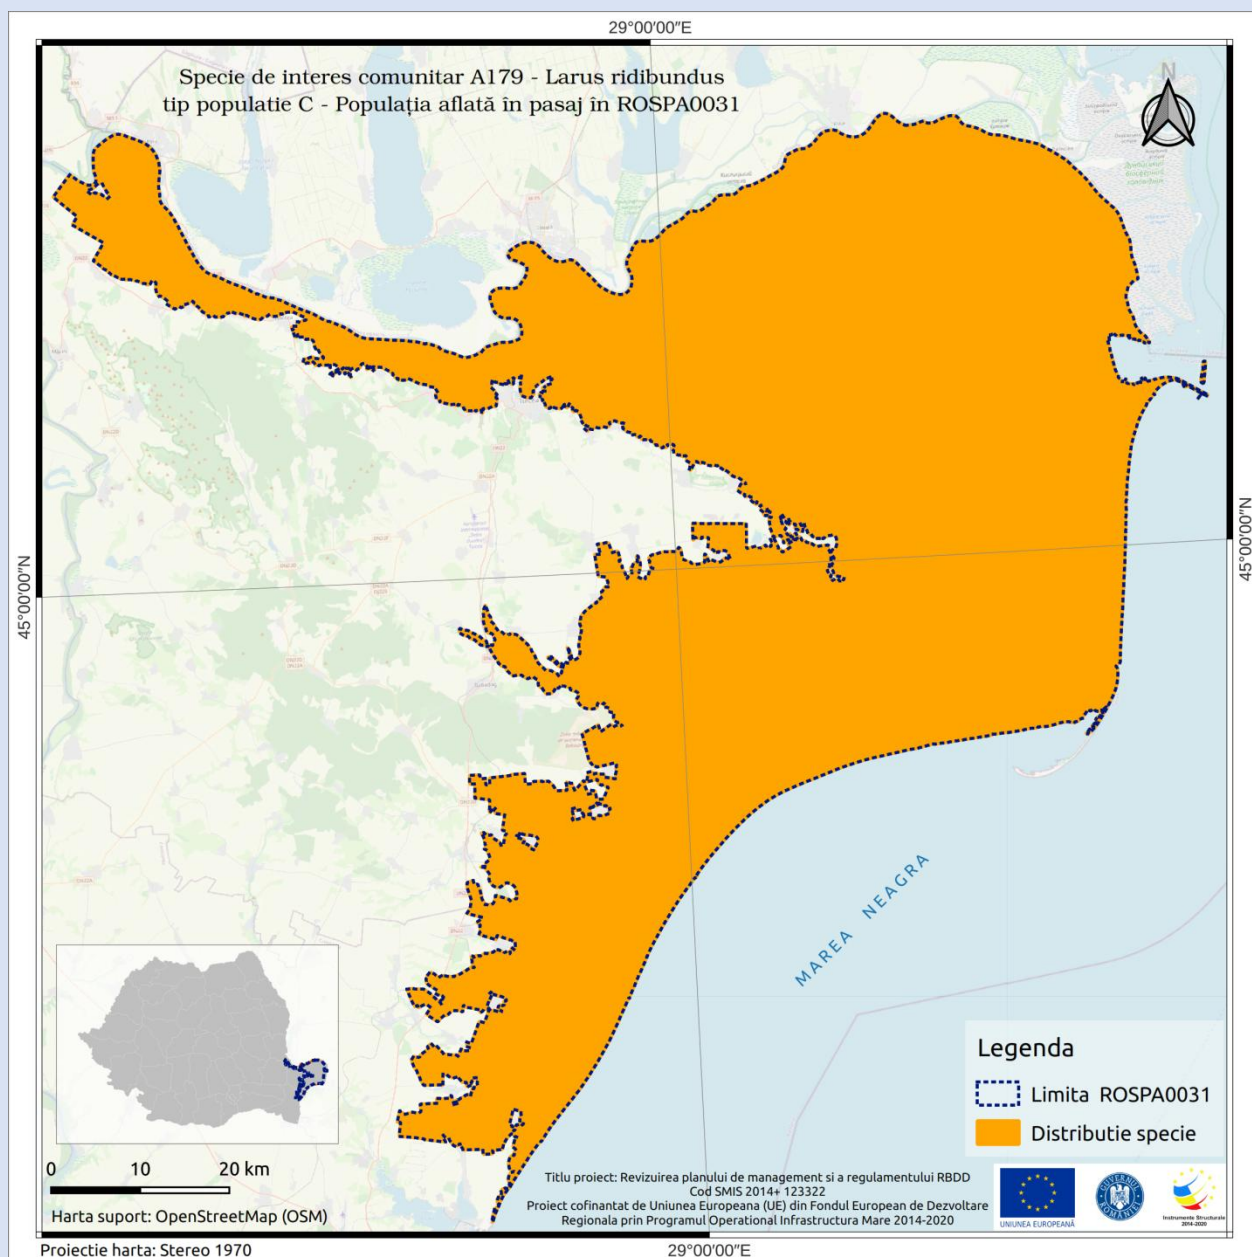 29°00'00"E
Specie de interes comunitar A179 - Larus ridibundus
tip populatie C - Populația aflată în pasaj în ROSPA0031
N
45°00'00"N
45°00'00"N
MAREA NEAGRA
Legenda
Limita ROSPA0031
Distributie specie
0 10 20 km
Harta suport: OpenStreetMap (OSM)
Titlu proiect: Revizuirea planului de management si a regulamentului RBDD
Cod SMIS 2014+ 123322
Proiect cofinantat de Uniunea Europeana (UE) din Fondul European de Dezvoltare
Regionala prin Programul Operational Infrastructura Mare 2014-2020
UNIUNEA EUROPEANĂ
GUVERNUL ROMÂNIEI
Instrumente Structurale
2014-2020
Proiectie harta: Stereo 1970
29°00'00"E